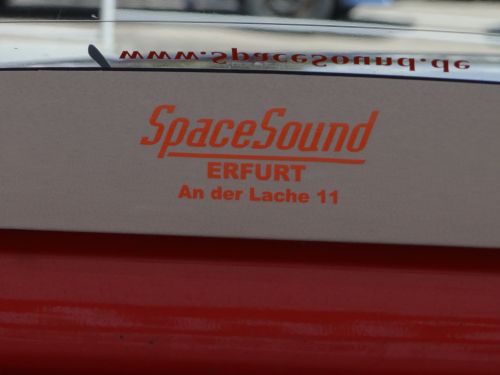 www.SpaceSound.de
SpaceSound
ERFURT
An der Lache 11